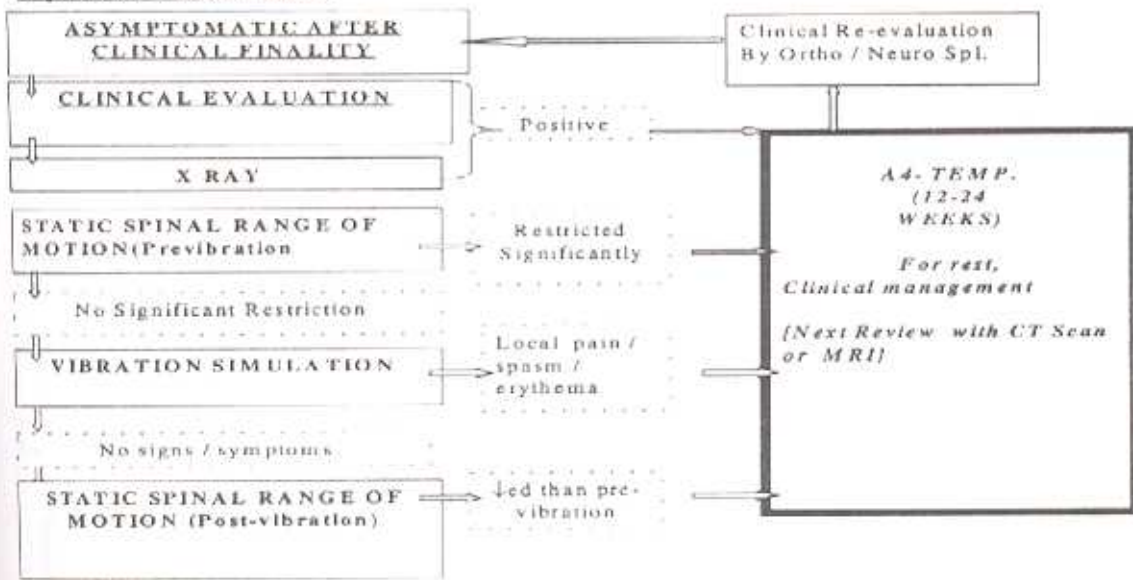 ASYMPTOMATIC AFTER
CLINICAL FINALITY
Clinical Re-evaluation
By Ortho / Neuro Spl.
CLINICAL EVALUATION
Positive
X RAY
A4- TEMP.
(12-24
WEEKS)
For rest,
Clinical management
[Next Review with CT Scan
or MRI]
STATIC SPINAL RANGE OF
MOTION(Previbration
Restricted
Significantly
No Significant Restriction
VIBRATION SIMULATION
Local pain /
spasm /
erythema
No signs / symptoms
STATIC SPINAL RANGE OF
MOTION (Post-vibration)
↓ed than pre-
vibration